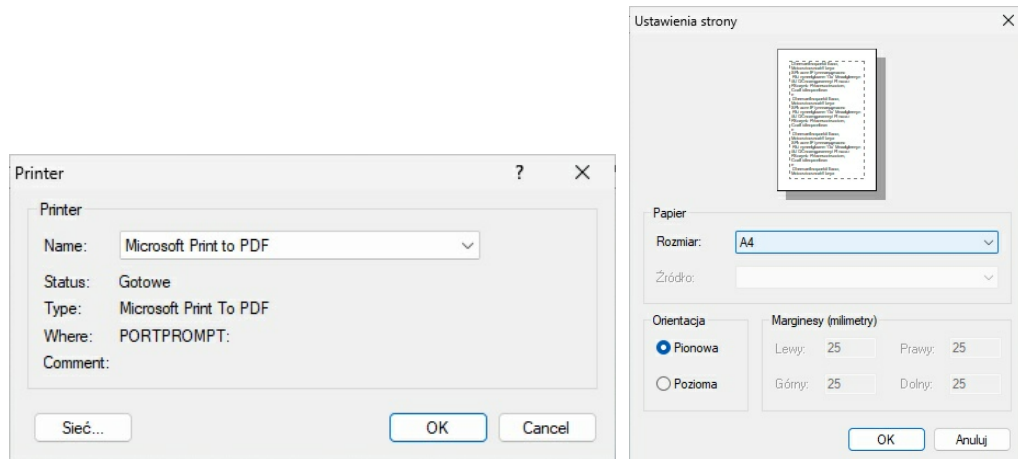 Printer
?
Printer
Name: Microsoft Print to PDF
Status: Gotowe
Type: Microsoft Print To PDF
Where: PORTPROMPT:
Comment:
Sieć... OK Cancel
Ustawienia strony
Papier
Rozmiar: A4
Źródło:
Orientacja
Pionowa
Pozioma
Marginesy (milimetry)
Lewy: 25 Prawy: 25
Górny: 25 Dolny: 25
OK Anuluj